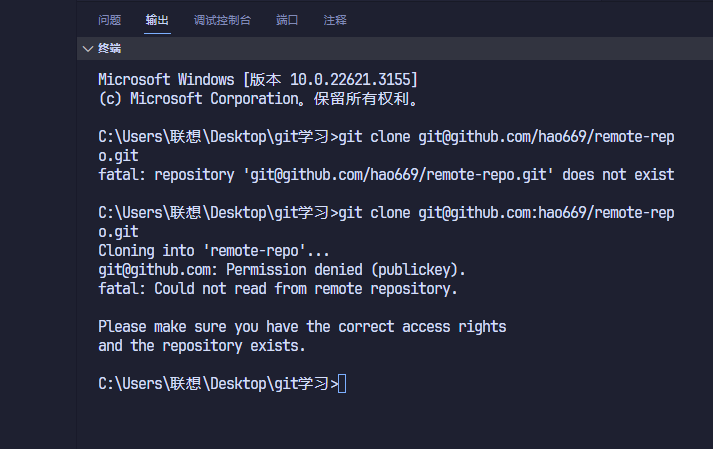 问题 输出 调试控制台 端口 注释
终端
Microsoft Windows [版本 10.0.22621.3155]
(c) Microsoft Corporation。保留所有权利。
C:\Users\联想\Desktop\git学习>git clone git@github.com/hao669/remote-rep
o.git
fatal: repository 'git@github.com/hao669/remote-repo.git' does not exist
C:\Users\联想\Desktop\git学习>git clone git@github.com:hao669/remote-rep
o.git
Cloning into 'remote-repo'...
git@github.com: Permission denied (publickey).
fatal: Could not read from remote repository.
Please make sure you have the correct access rights
and the repository exists.
C:\Users\联想\Desktop\git学习>